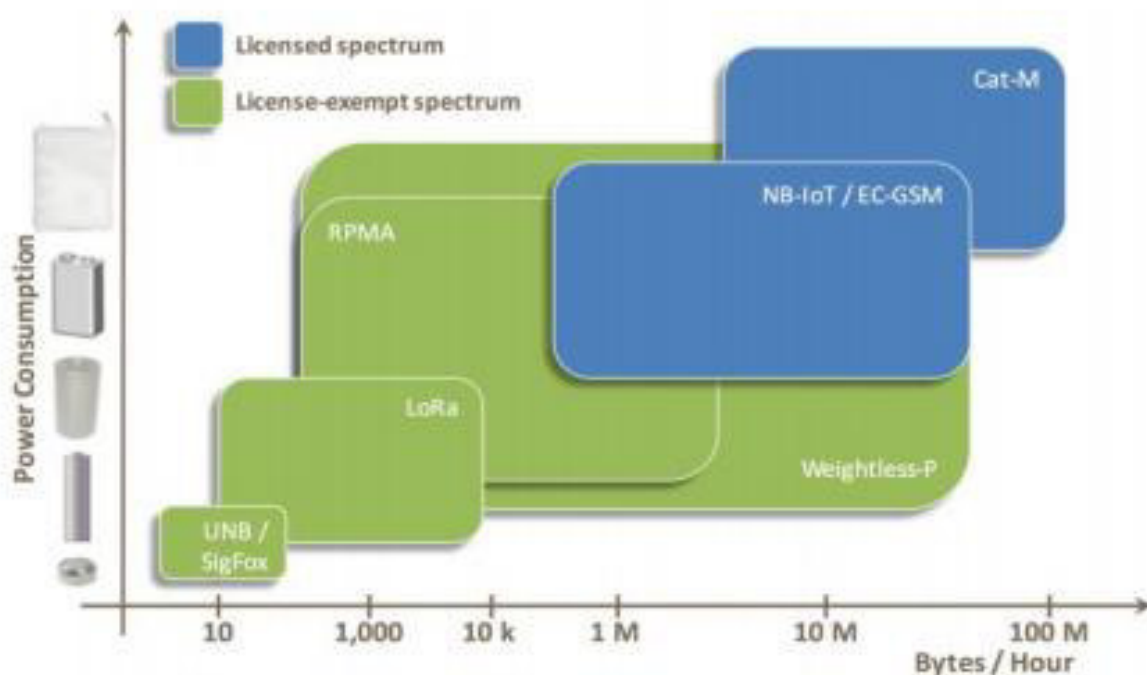 Licensed spectrum
License-exempt spectrum
Cat-M
NB-IoT / EC-GSM
RPMA
LoRa
Weightless-P
UNB /
SigFox
Power Consumption
10
1,000
10 k
1 M
10 M
100 M
Bytes / Hour